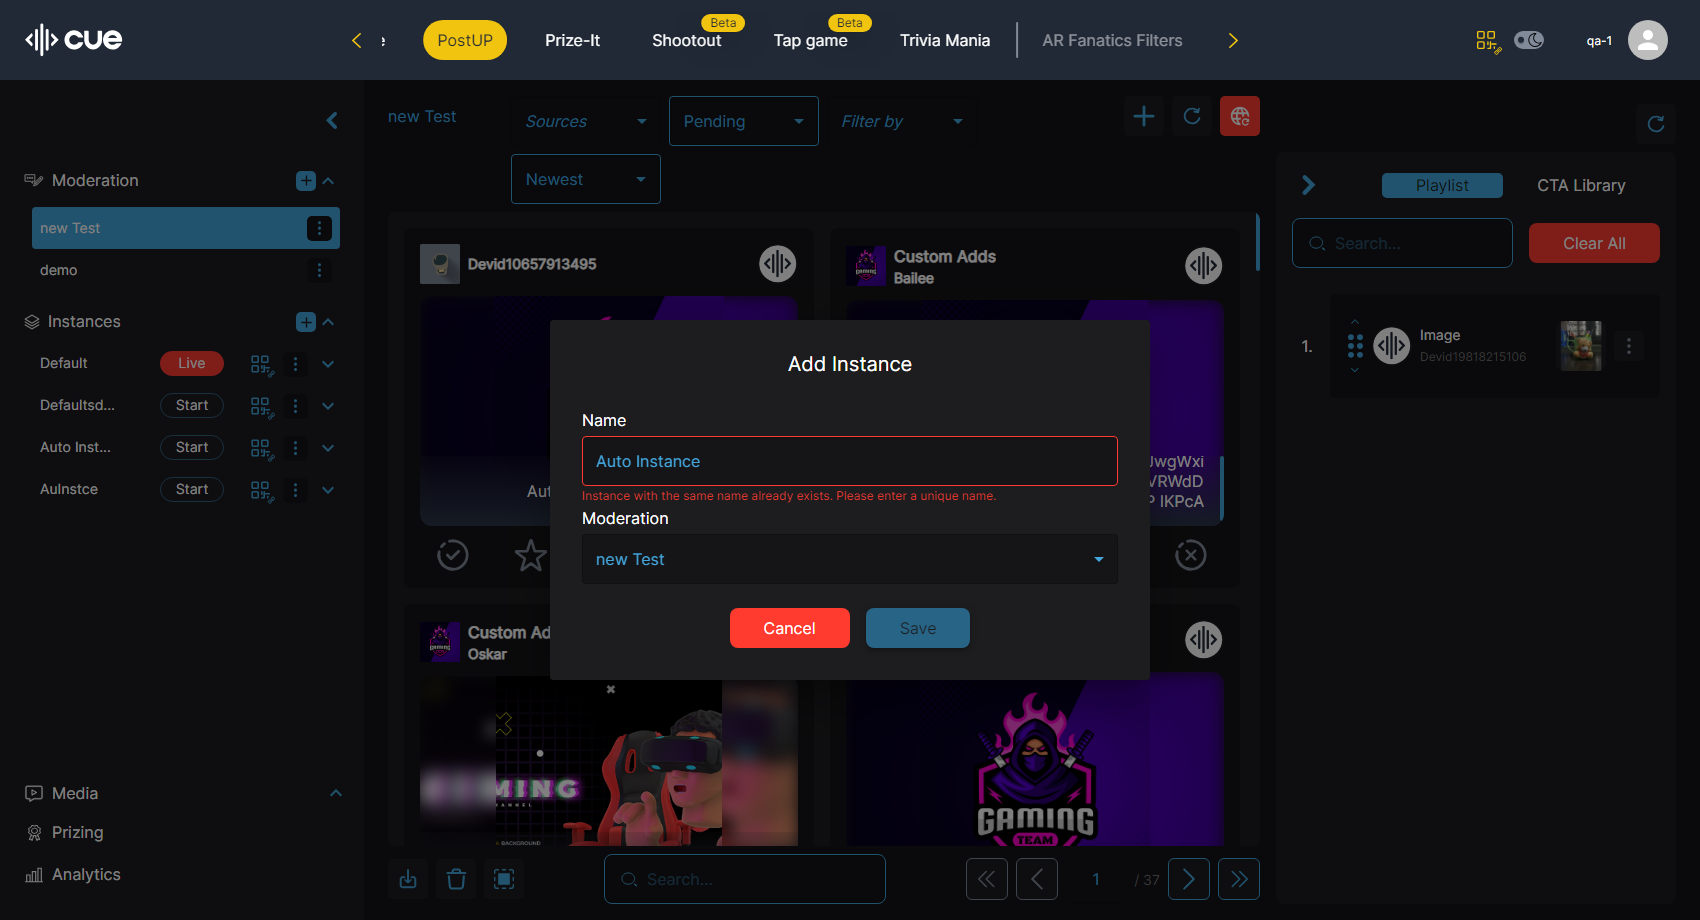 cue
e
PostUP
Prize-It
Beta
Shootout
Beta
Tap game
Trivia Mania
AR Fanatics Filters
qa-1
Moderation
new Test
demo
Instances
Default
Live
Defaultsd...
Start
Auto Inst...
Start
AuInstce
Start
Media
Prizing
Analytics
new Test
Sources
Pending
Filter by
Newest
Devid10657913495
Custom Adds
Bailee
Aut
JwgWxi
VRWdD
P IKPcA
Custom Ad
Oskar
MING
BACKGROUND
GAMING
TEAM
Add Instance
Name
Auto Instance
Instance with the same name already exists. Please enter a unique name.
Moderation
new Test
Cancel
Save
Search...
1
/ 37
Playlist
CTA Library
Search...
Clear All
1.
Image
Devid19818215106